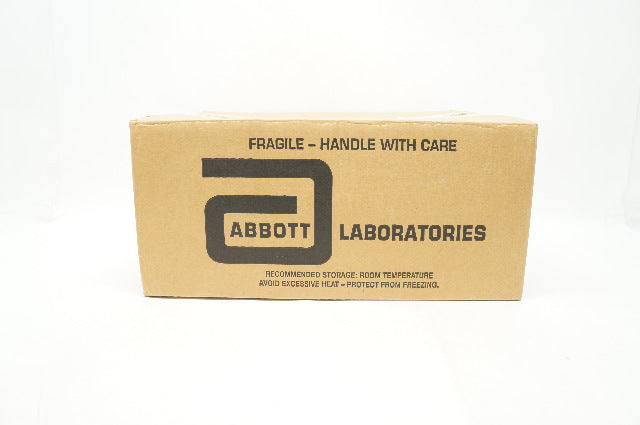 FRAGILE – HANDLE WITH CARE
ABBOTT LABORATORIES
RECOMMENDED STORAGE: ROOM TEMPERATURE
AVOID EXCESSIVE HEAT – PROTECT FROM FREEZING.